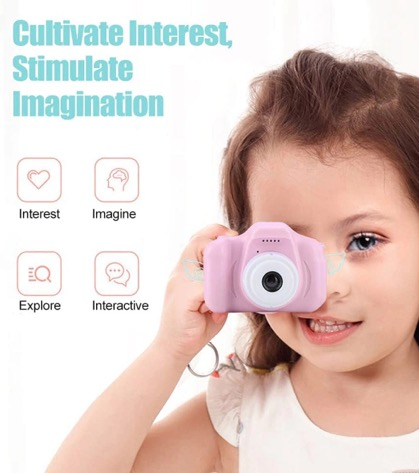 Cultivate Interest,
Stimulate
Imagination
Interest
Imagine
Explore
Interactive